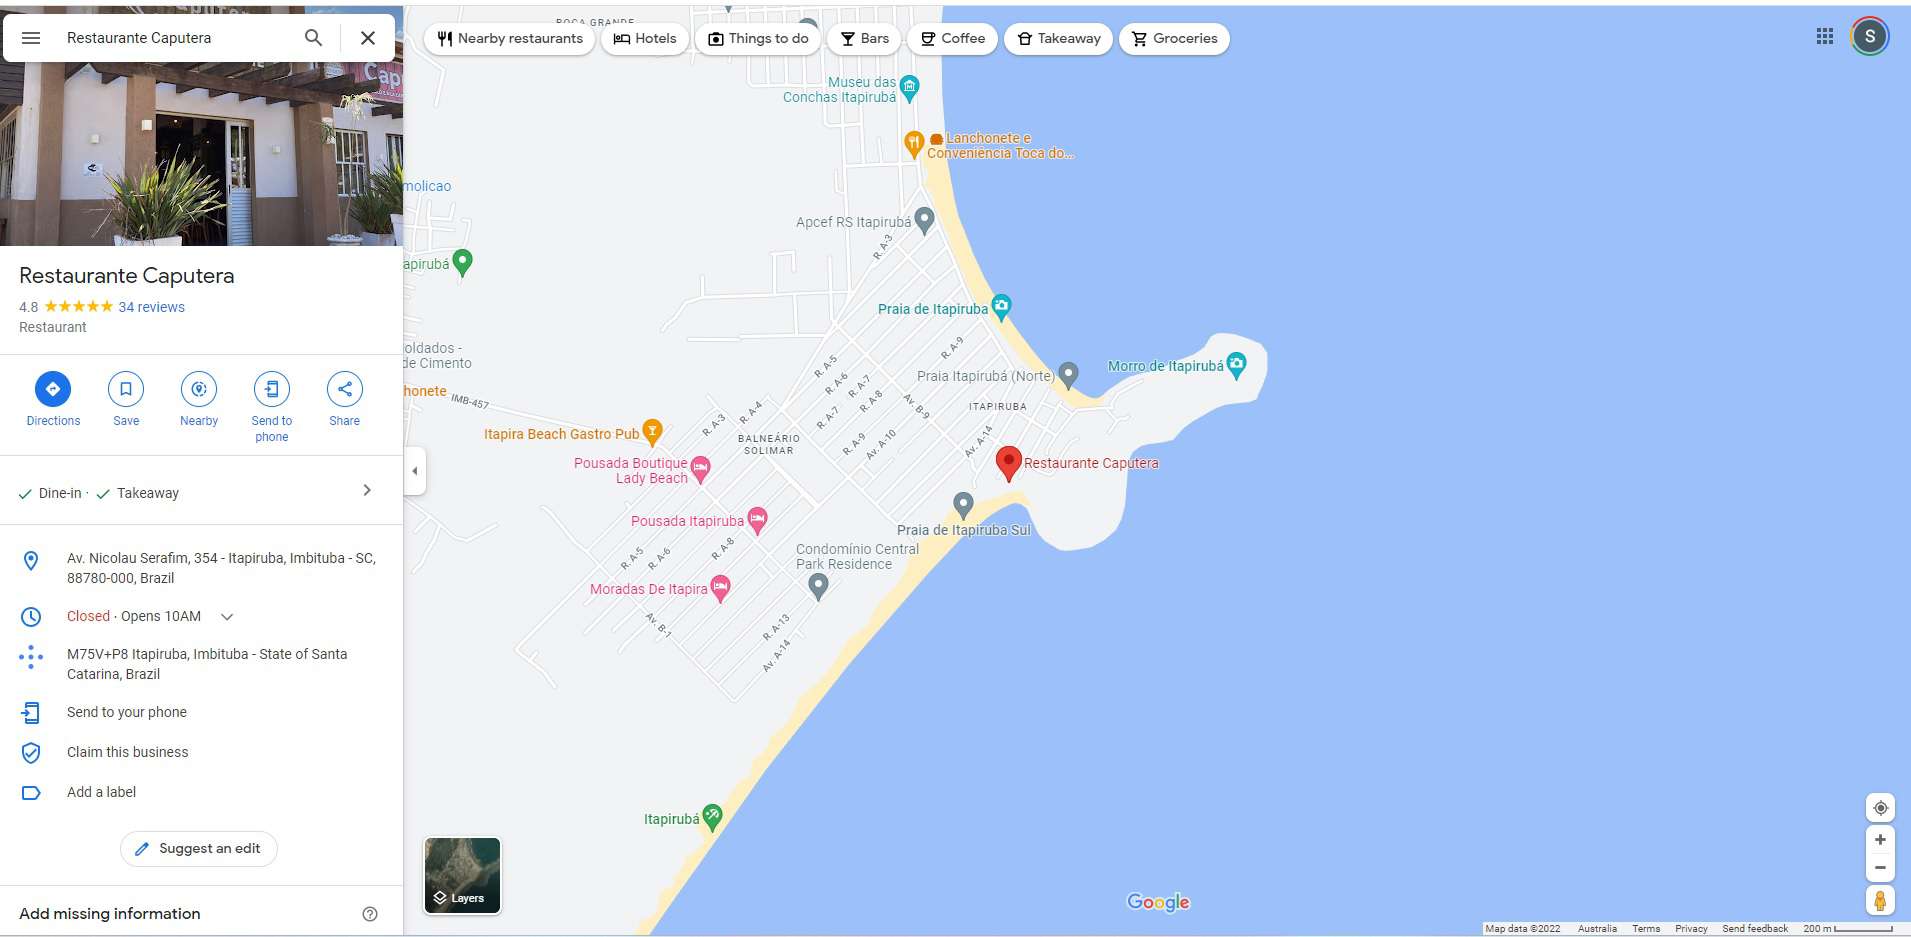 Restaurante Caputera
Cap
Restaurante Caputera
4.8
34 reviews
Restaurant
Directions
Save
Nearby
Send to
phone
Share
Dine-in ·
Takeaway
Av. Nicolau Serafim, 354 - Itapiruba, Imbituba - SC,
88780-000, Brazil
Closed · Opens 10AM
M75V+P8 Itapiruba, Imbituba - State of Santa
Catarina, Brazil
Send to your phone
Claim this business
Add a label
Suggest an edit
Add missing information
Nearby restaurants
Hotels
Things to do
Bars
Coffee
Takeaway
Groceries
S
ROÇA GRANDE
Museu das
Conchas Itapirubá
Lanchonete e
Conveniência Toca do...
molicao
Apcef RS Itapirubá
R. A-3
apirubá
Praia de Itapiruba
oldados -
de Cimento
R. A-9
R. A-5
Morro de Itapirubá
Praia Itapirubá (Norte)
R. A-6
R. A-7
honete
IMB-457
R. A-8
Av. B-9
ITAPIRUBA
R. A-4
R. A-7
R. A-3
Itapira Beach Gastro Pub
BALNEÁRIO
SOLIMAR
R. A-9
Av. A-10
Av. A-14
Pousada Boutique
Lady Beach
Restaurante Caputera
Pousada Itapiruba
Praia de Itapiruba Sul
R. A-5
R. A-6
R. A-8
Condomínio Central
Park Residence
Moradas De Itapira
Av. B-1
R. A-13
Av. A-14
Itapirubá
Layers
Google
Map data ©2022
Australia
Terms
Privacy
Send feedback
200 m